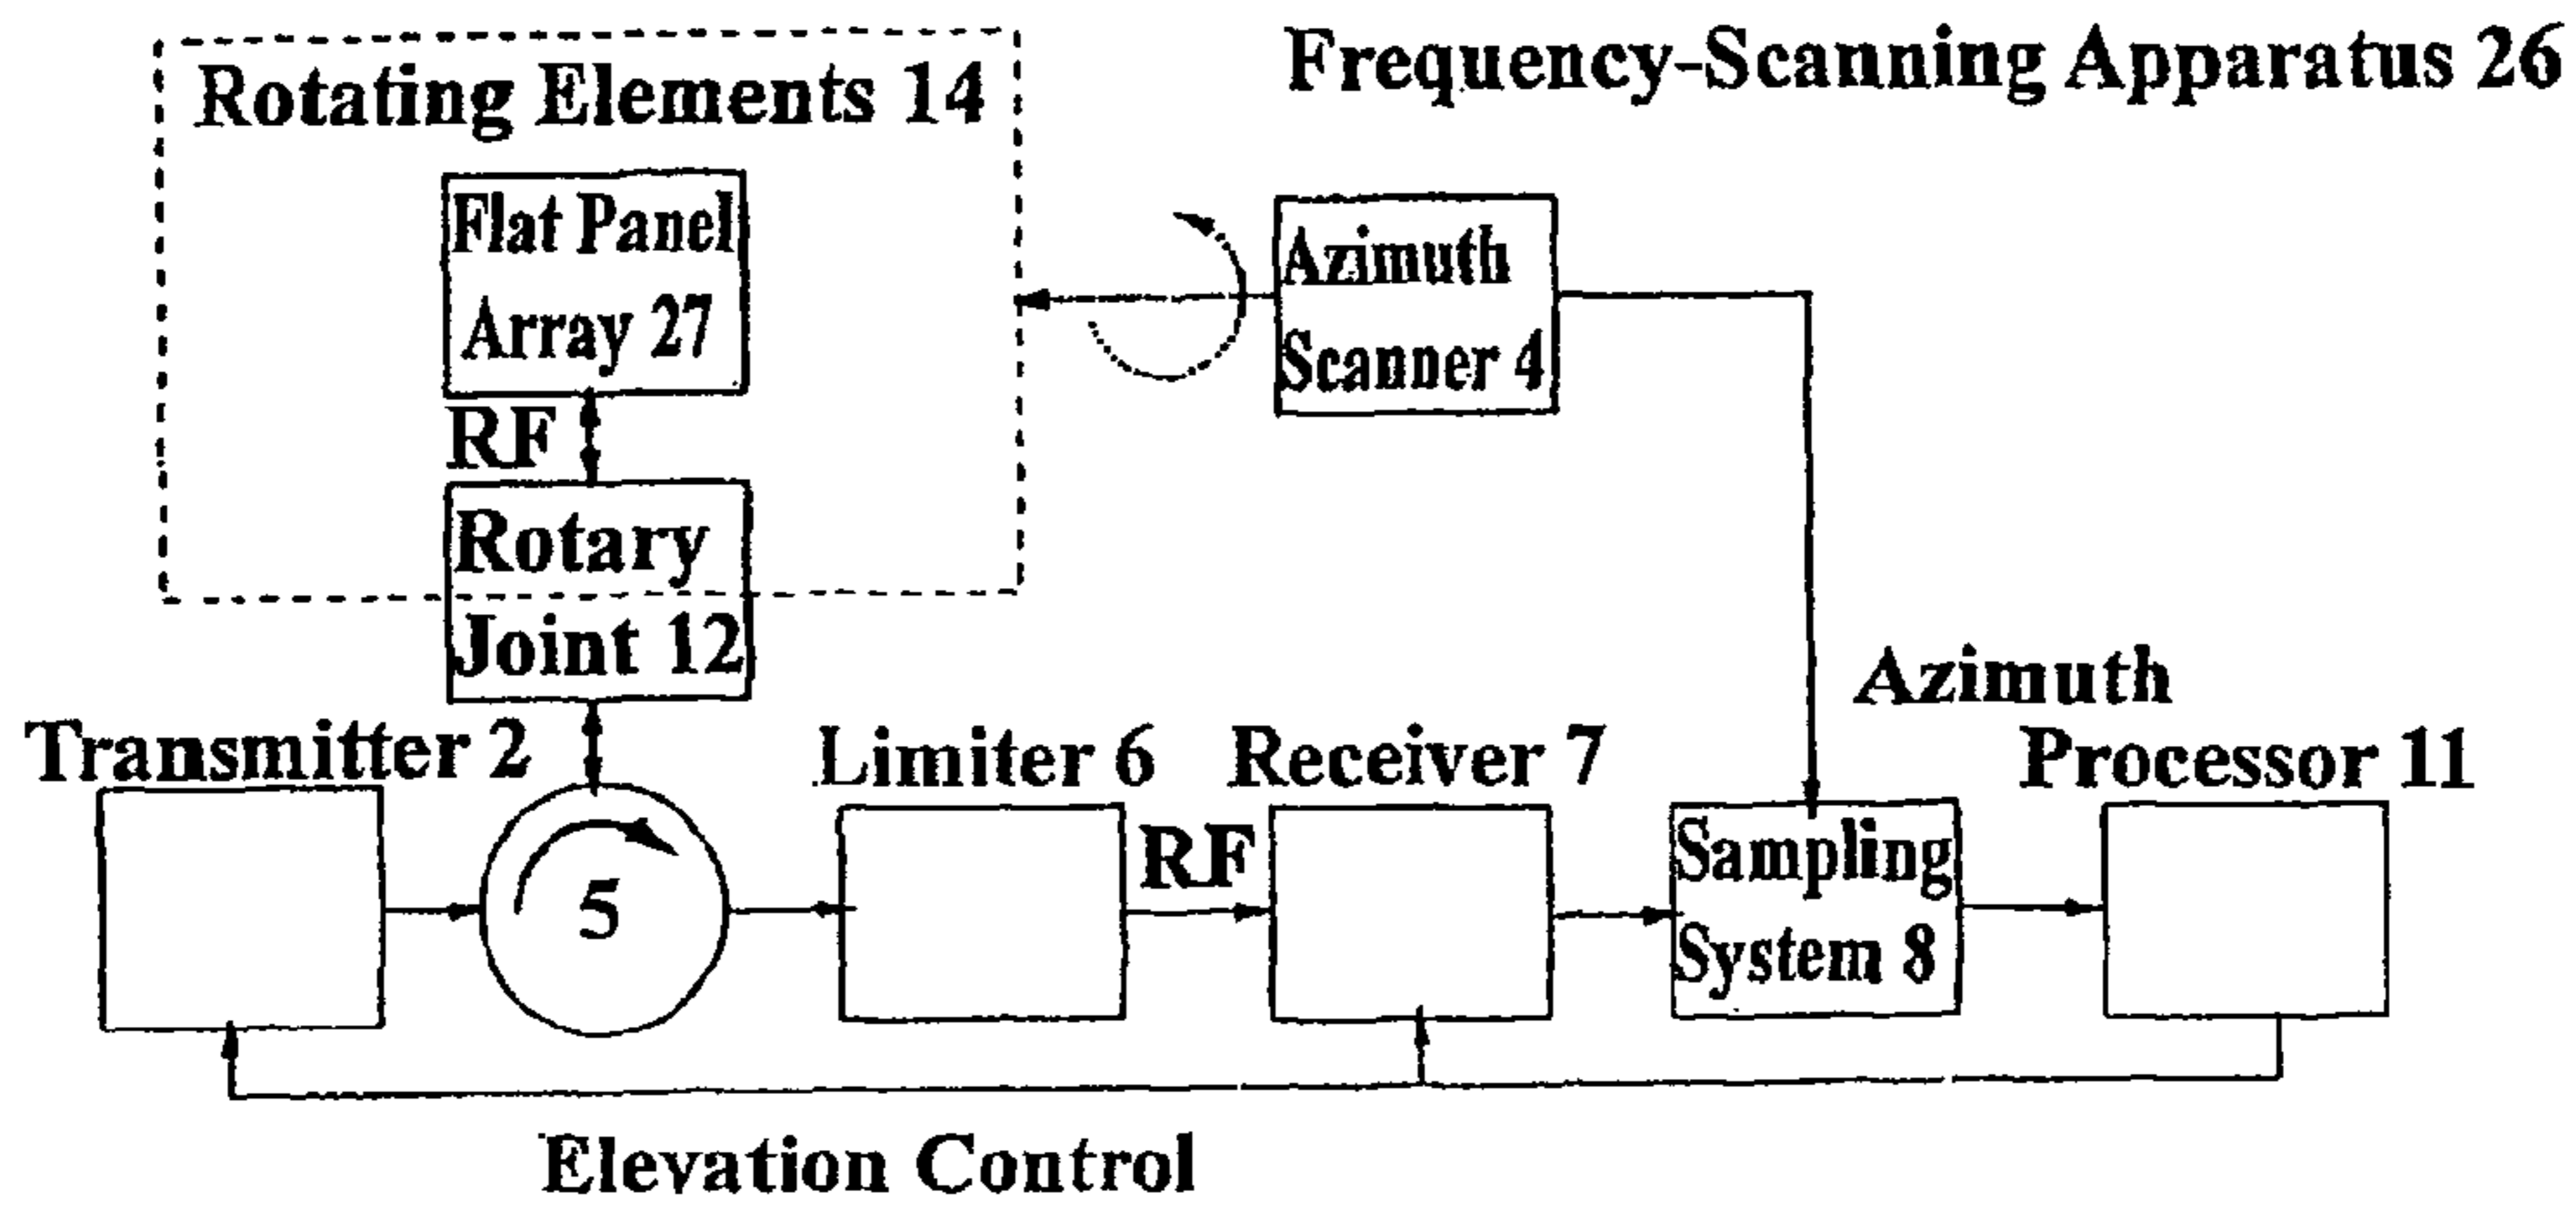 Frequency-Scanning Apparatus 26
Rotating Elements 14
Flat Panel
Array 27
RF
Rotary
Joint 12
Azimuth
Scanner 4
Azimuth
Transmitter 2
5
Limiter 6
RF
Receiver 7
Sampling
System 8
Processor 11
Elevation Control